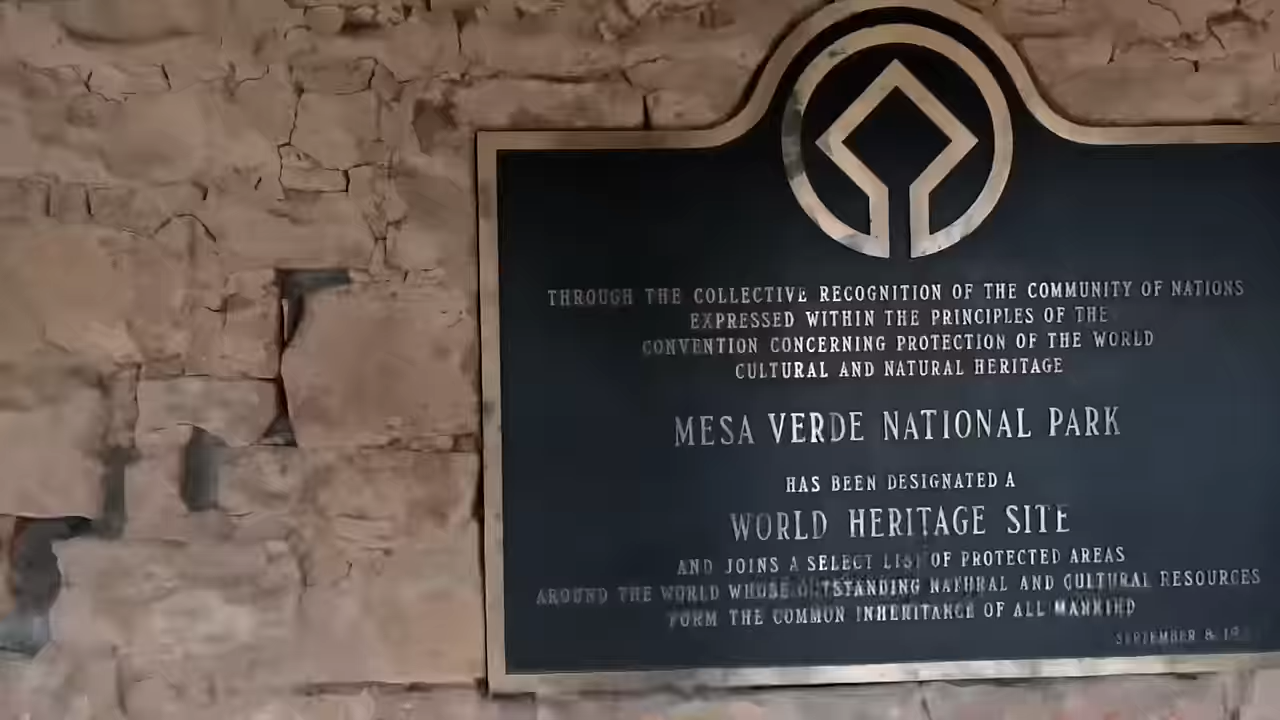 THROUGH THE COLLECTIVE RECOGNITION OF THE COMMUNITY OF NATIONS
EXPRESSED WITHIN THE PRINCIPLES OF THE
CONVENTION CONCERNING PROTECTION OF THE WORLD
CULTURAL AND NATURAL HERITAGE
MESA VERDE NATIONAL PARK
HAS BEEN DESIGNATED A
WORLD HERITAGE SITE
AND JOINS A SELECT LIST OF PROTECTED AREAS
AROUND THE WORLD WHOSE OUTSTANDING NATURAL AND CULTURAL RESOURCES
FORM THE COMMON INHERITANCE OF ALL MANKIND
SEPTEMBER 8